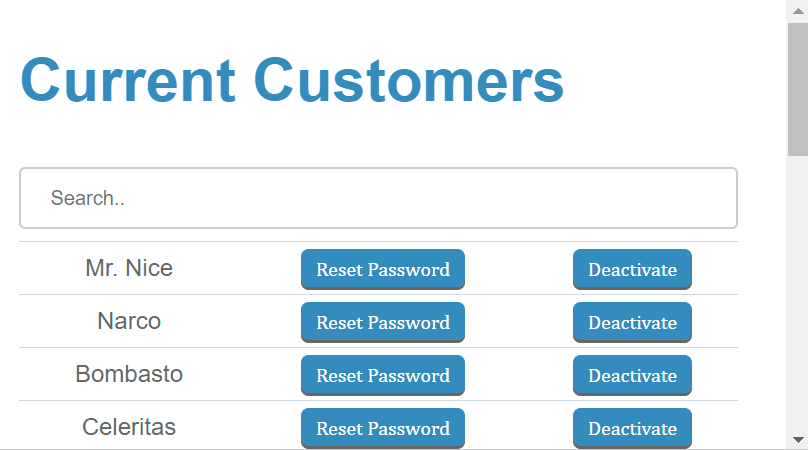 Current Customers
Search..
Mr. Nice Reset Password Deactivate
Narco Reset Password Deactivate
Bombasto Reset Password Deactivate
Celeritas Reset Password Deactivate